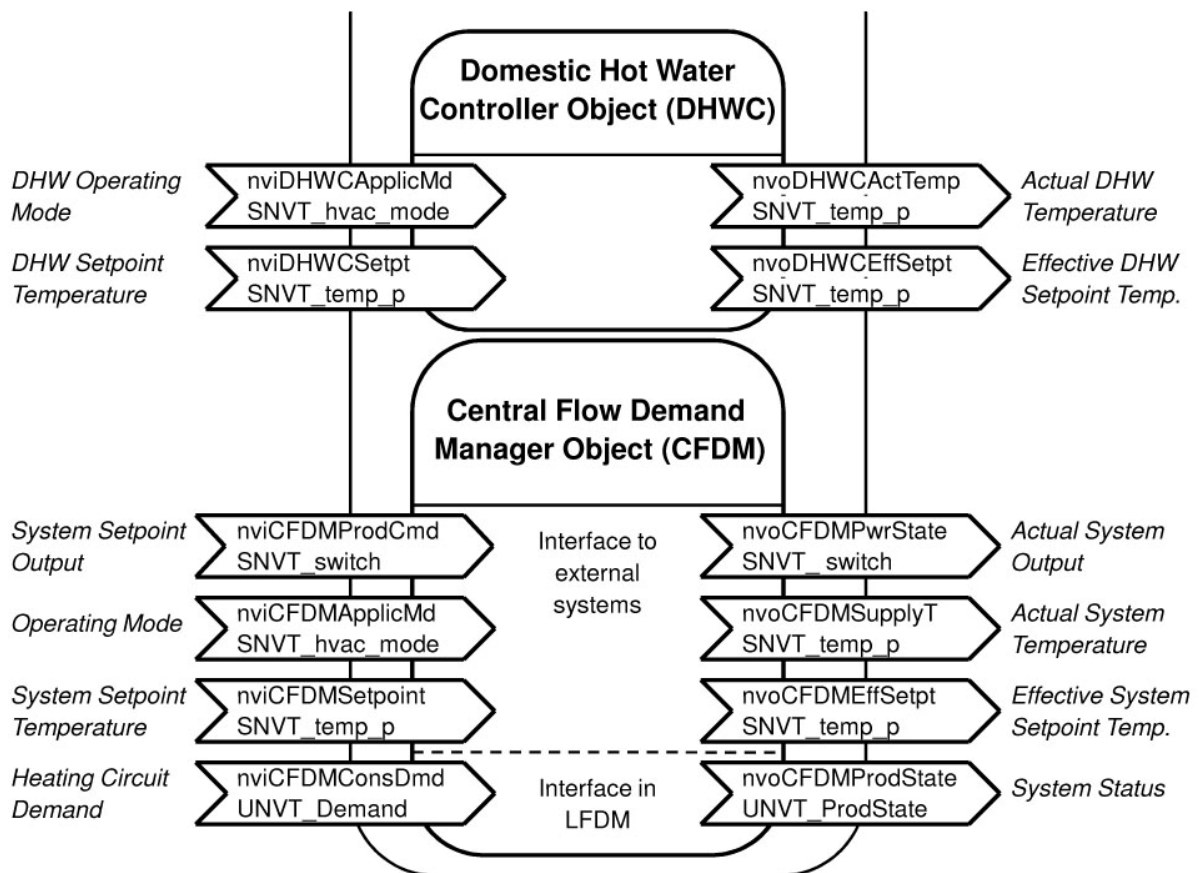 Domestic Hot Water
Controller Object (DHWC)
DHW Operating
Mode
nviDHWCApplicMd
SNVT_hvac_mode
nvoDHWCActTemp
SNVT_temp_p
Actual DHW
Temperature
DHW Setpoint
Temperature
nviDHWCSetpt
SNVT_temp_p
nvoDHWCEffSetpt
SNVT_temp_p
Effective DHW
Setpoint Temp.
Central Flow Demand
Manager Object (CFDM)
System Setpoint
Output
nviCFDMProdCmd
SNVT_switch
Interface to
external
systems
nvoCFDMPwrState
SNVT_ switch
Actual System
Output
Operating Mode
nviCFDMApplicMd
SNVT_hvac_mode
nvoCFDMSupplyT
SNVT_temp_p
Actual System
Temperature
System Setpoint
Temperature
nviCFDMSetpoint
SNVT_temp_p
nvoCFDMEffSetpt
SNVT_temp_p
Effective System
Setpoint Temp.
Heating Circuit
Demand
nviCFDMConsDmd
UNVT_Demand
Interface in
LFDM
nvoCFDMProdState
UNVT_ProdState
System Status